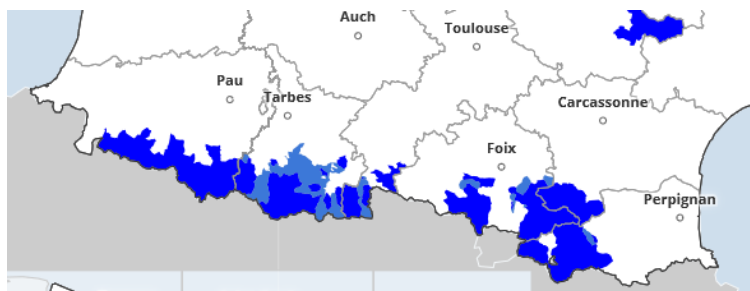 Auch
Toulouse
Pau
Tarbes
Carcassonne
Foix
Perpignan